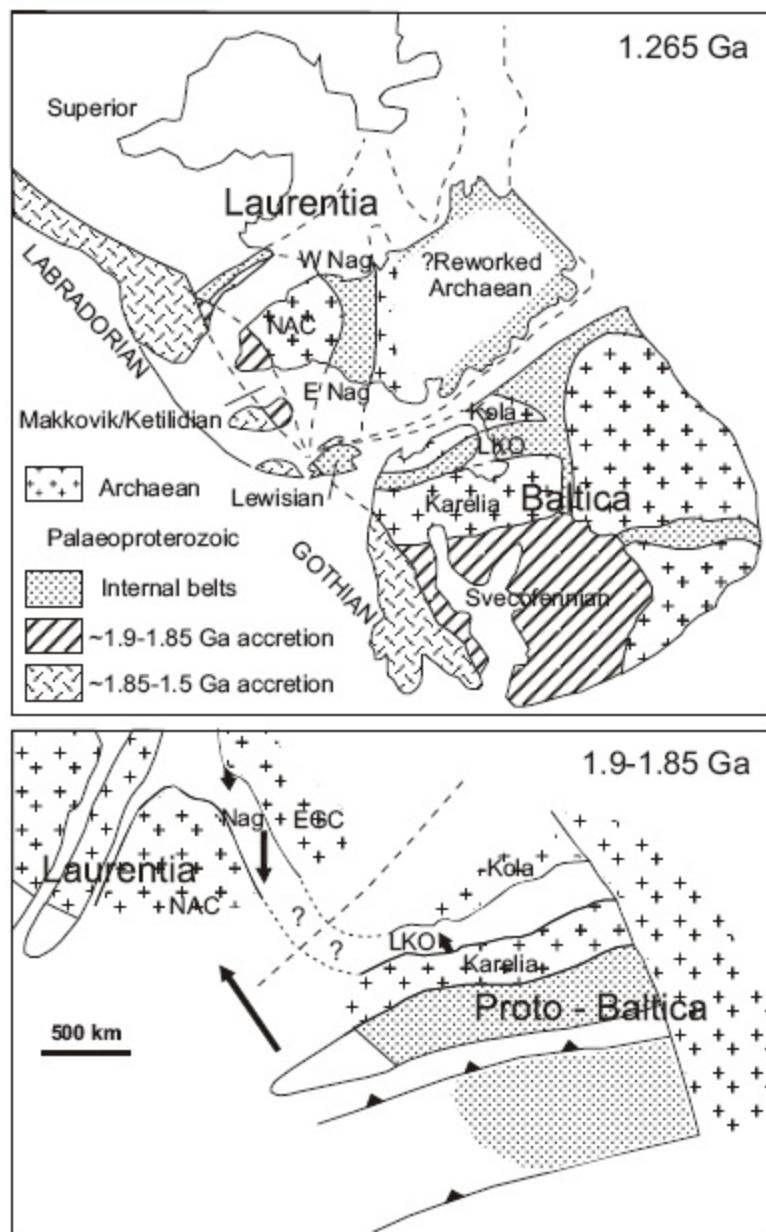 1.265 Ga
Superior
Laurentia
W Nag
?Reworked
Archaean
LABRADORIAN
NAC
E Nag
Makkovik/Ketilidian
Kola
LKO
Archaean
Lewisian
Karelia
Baltica
Palaeoproterozoic
GOTHIAN
Internal belts
Svecofennian
~1.9-1.85 Ga accretion
~1.85-1.5 Ga accretion
1.9-1.85 Ga
Nag
EGC
Laurentia
Kola
NAC
?
?
LKO
Karelia
Proto - Baltica
500 km